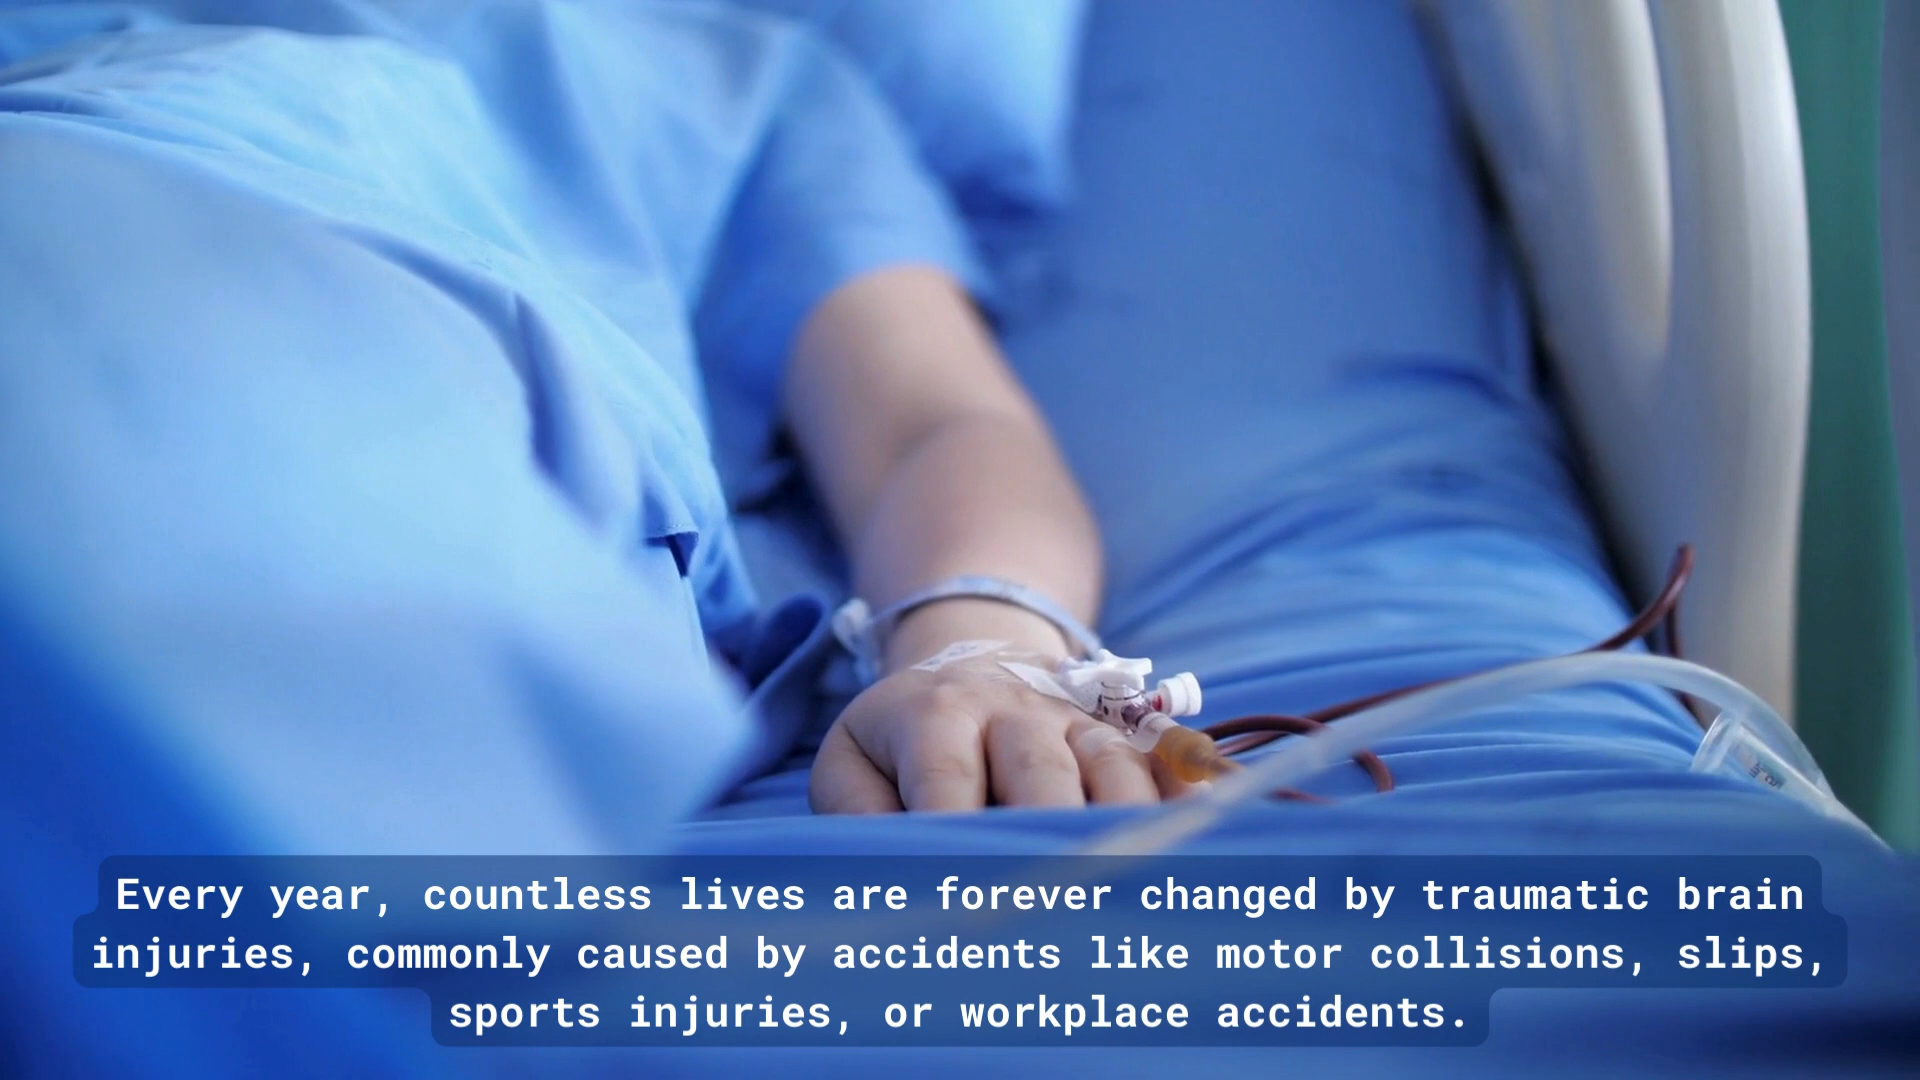 Every year, countless lives are forever changed by traumatic brain
injuries, commonly caused by accidents like motor collisions, slips,
sports injuries, or workplace accidents.